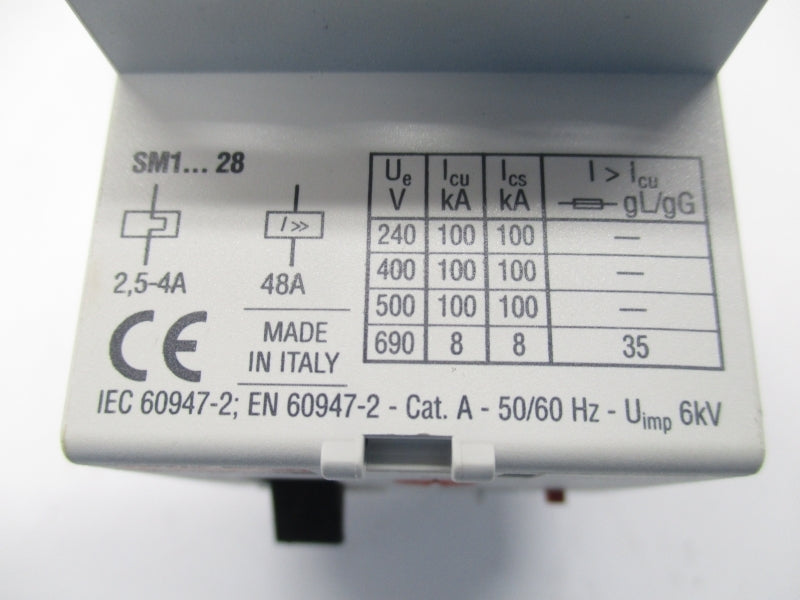 SM1... 28
I>>
2,5-4A 48A
CE
MADE
IN ITALY
Ue Icu Ics I > Icu
V kA kA gL/gG
240 100 100 —
400 100 100 —
500 100 100 —
690 8 8 35
IEC 60947-2; EN 60947-2 - Cat. A - 50/60 Hz - Uimp 6kV